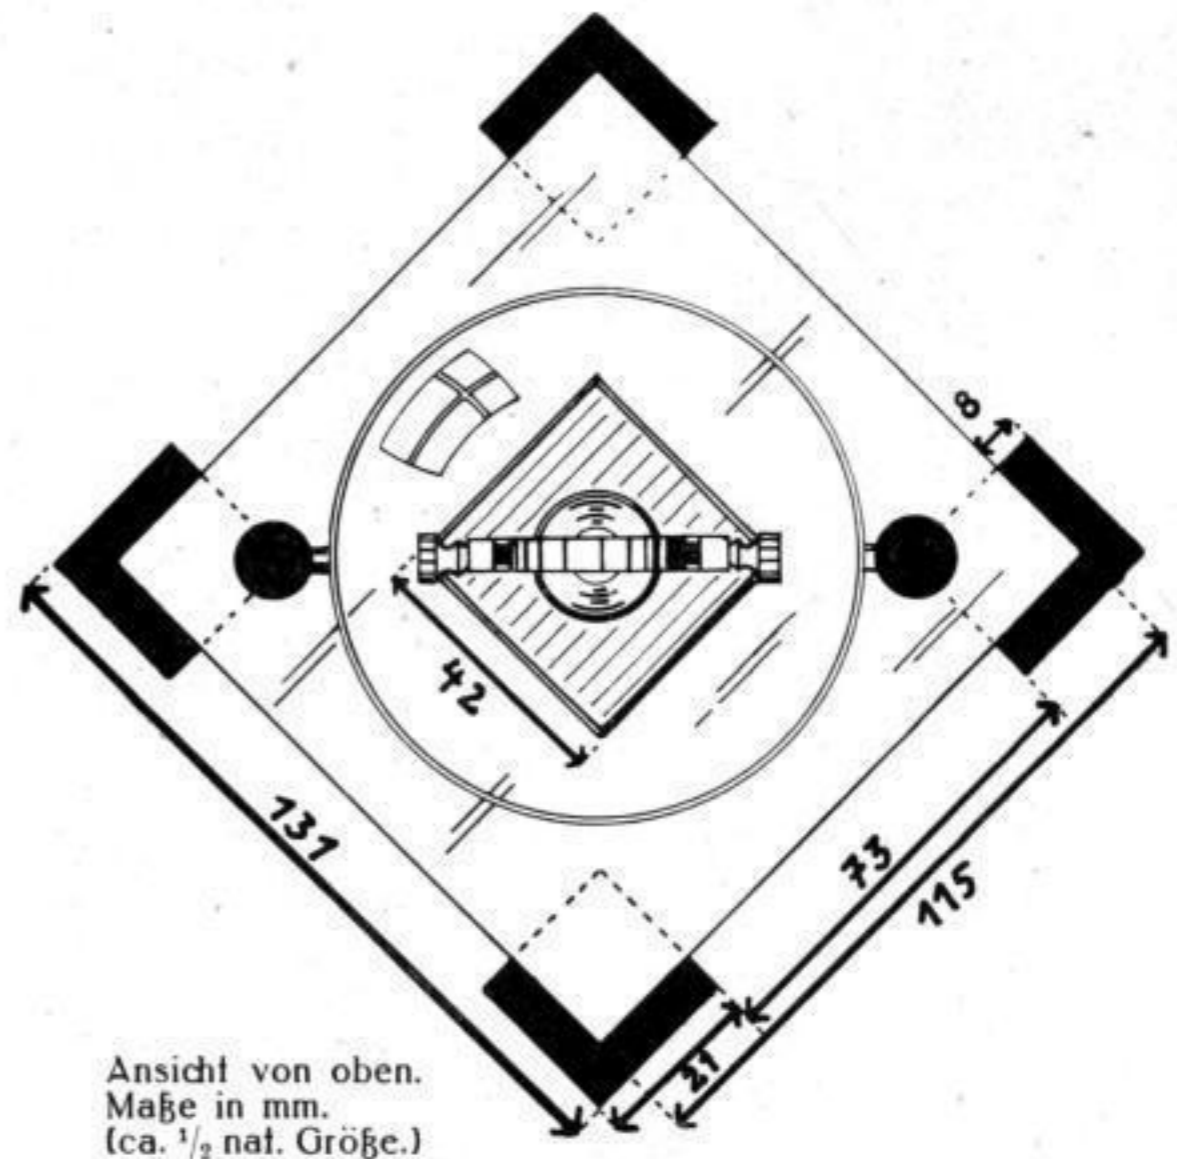 8
42
131
73
115
21
Ansicht von oben.
Maße in mm.
(ca. ¹/₂ nat. Größe.)